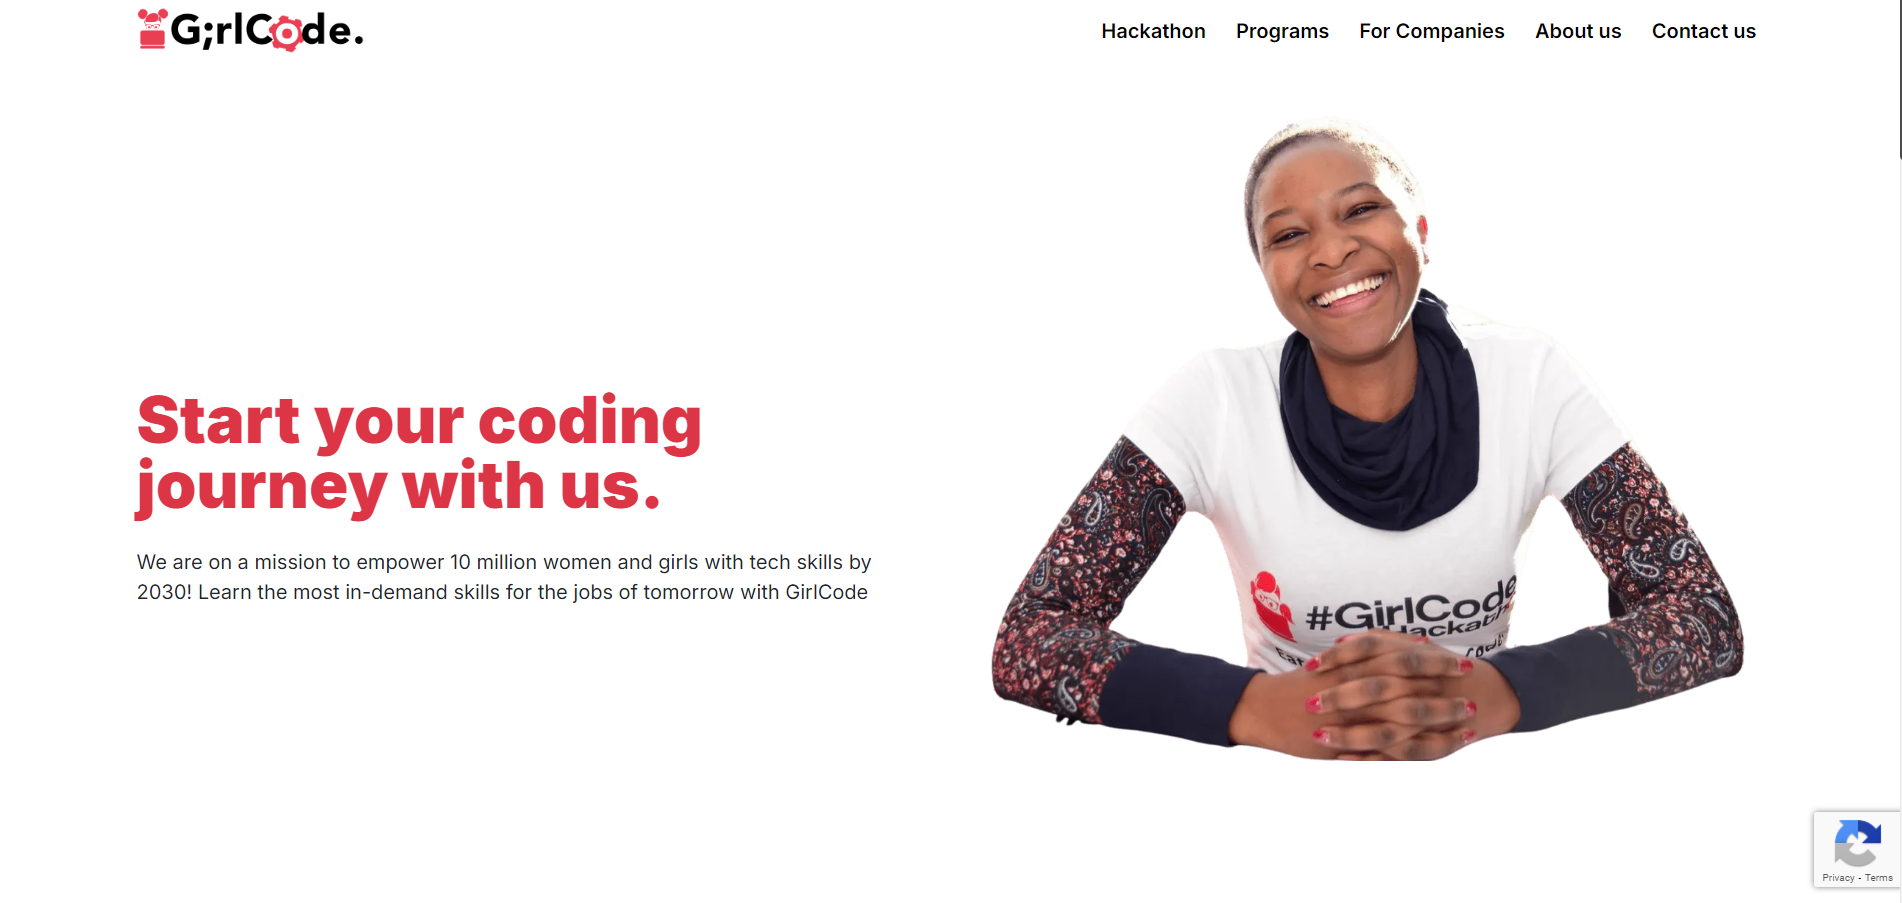 G;rlCode.
Hackathon Programs For Companies About us Contact us
Start your coding
journey with us.
We are on a mission to empower 10 million women and girls with tech skills by
2030! Learn the most in-demand skills for the jobs of tomorrow with GirlCode
#GirlCode
Privacy - Terms